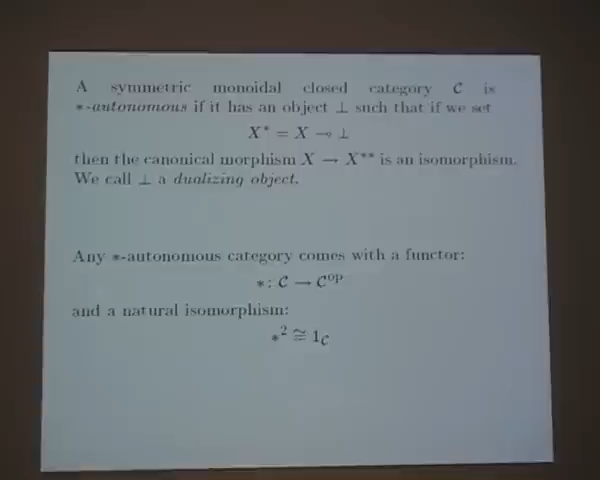 A symmetric monoidal closed category 𝒞 is
*-autonomous if it has an object ⊥ such that if we set
X* = X ⊸ ⊥
then the canonical morphism X → X** is an isomorphism.
We call ⊥ a dualizing object.
Any *-autonomous category comes with a functor:
*: 𝒞 → 𝒞ᵒᵖ
and a natural isomorphism:
*² ≅ 1_𝒞